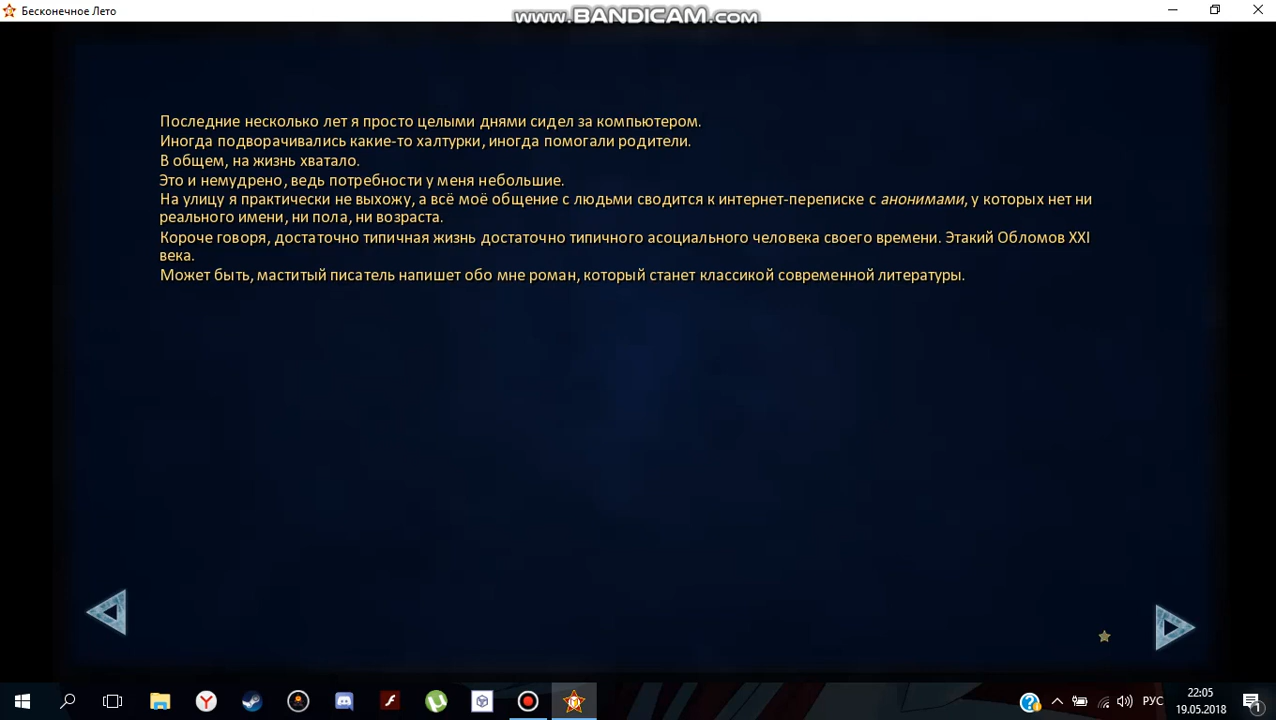 Бесконечное Лето
www.BANDICAM.com
Последние несколько лет я просто целыми днями сидел за компьютером.
Иногда подворачивались какие-то халтурки, иногда помогали родители.
В общем, на жизнь хватало.
Это и немудрено, ведь потребности у меня небольшие.
На улицу я практически не выхожу, а всё моё общение с людьми сводится к интернет-переписке с анонимами, у которых нет ни
реального имени, ни пола, ни возраста.
Короче говоря, достаточно типичная жизнь достаточно типичного асоциального человека своего времени. Этакий Обломов XXI
века.
Может быть, маститый писатель напишет обо мне роман, который станет классикой современной литературы.
РУС
22:05
19.05.2018
1